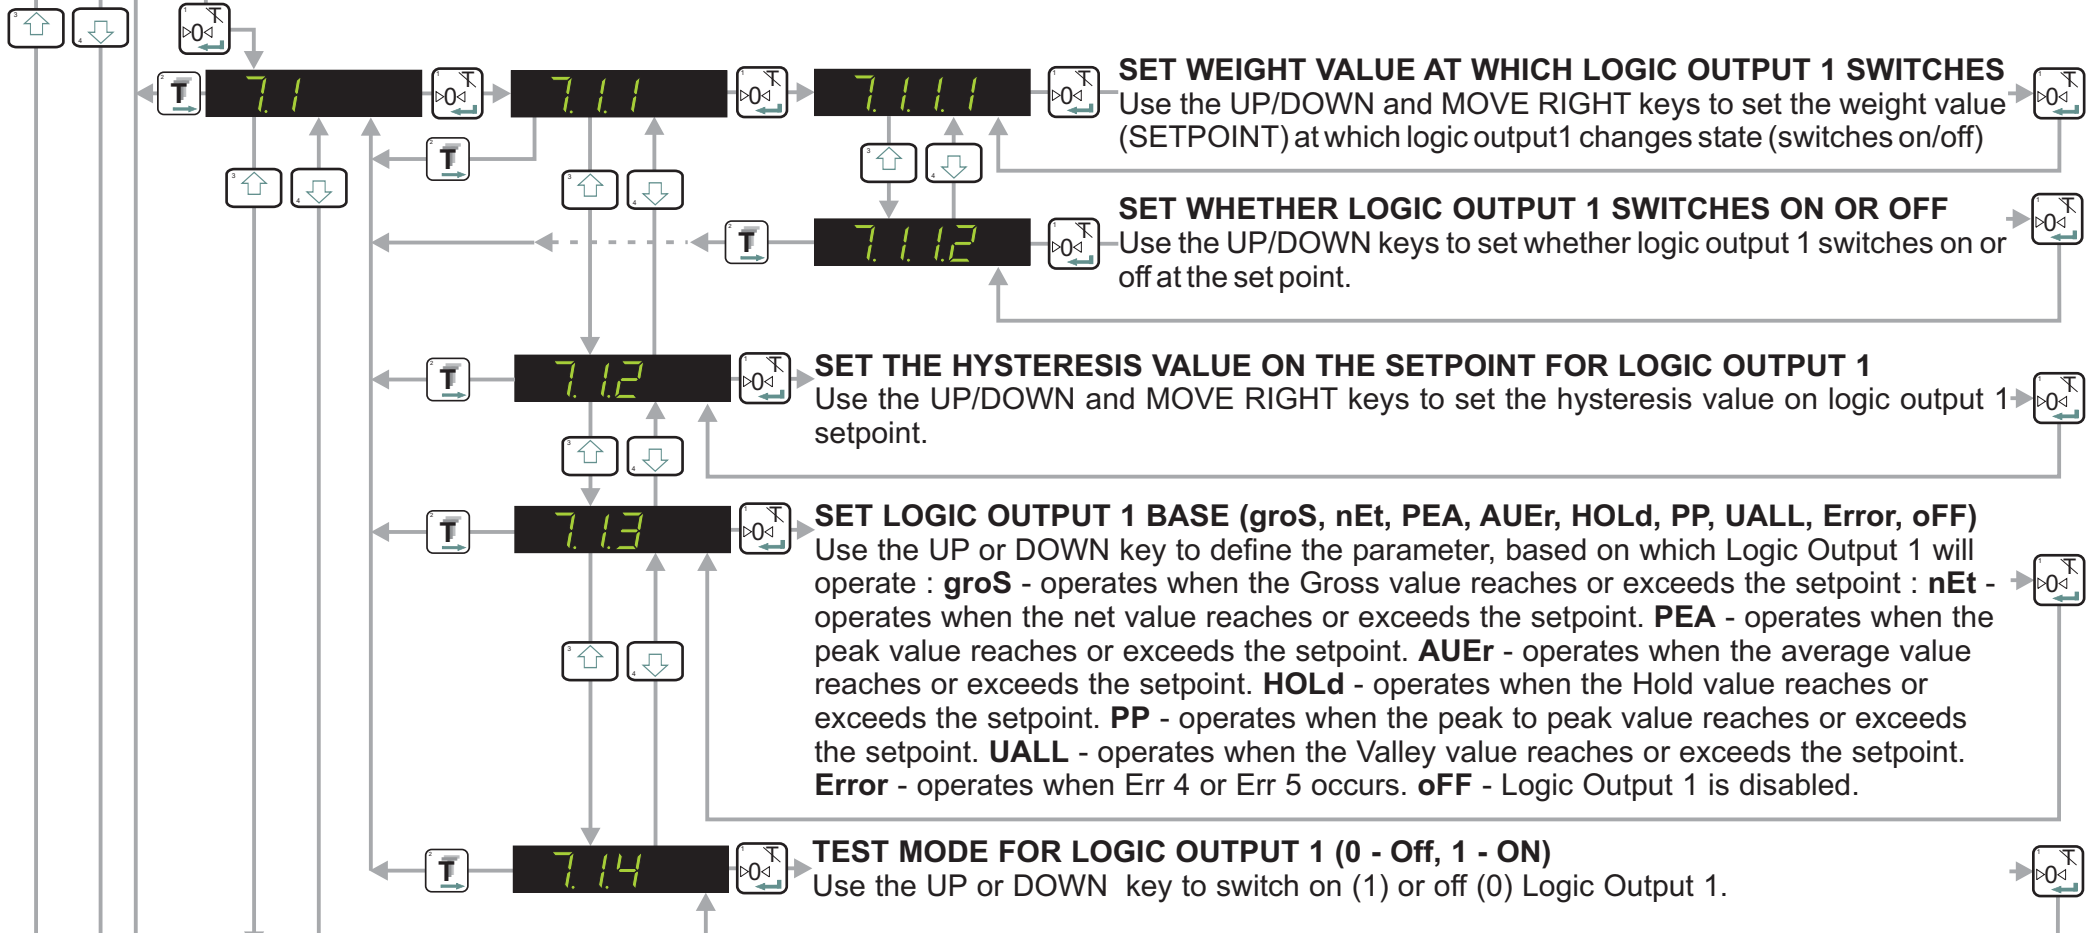 7.1
7.1.1
7.1.1.1
SET WEIGHT VALUE AT WHICH LOGIC OUTPUT 1 SWITCHES
Use the UP/DOWN and MOVE RIGHT keys to set the weight value
(SETPOINT) at which logic output1 changes state (switches on/off)
7.1.1.2
SET WHETHER LOGIC OUTPUT 1 SWITCHES ON OR OFF
Use the UP/DOWN keys to set whether logic output 1 switches on or
off at the set point.
7.1.2
SET THE HYSTERESIS VALUE ON THE SETPOINT FOR LOGIC OUTPUT 1
Use the UP/DOWN and MOVE RIGHT keys to set the hysteresis value on logic output 1
setpoint.
7.1.3
SET LOGIC OUTPUT 1 BASE (groS, nEt, PEA, AUEr, HOLd, PP, UALL, Error, oFF)
Use the UP or DOWN key to define the parameter, based on which Logic Output 1 will
operate : groS - operates when the Gross value reaches or exceeds the setpoint : nEt -
operates when the net value reaches or exceeds the setpoint. PEA - operates when the
peak value reaches or exceeds the setpoint. AUEr - operates when the average value
reaches or exceeds the setpoint. HOLd - operates when the Hold value reaches or
exceeds the setpoint. PP - operates when the peak to peak value reaches or exceeds
the setpoint. UALL - operates when the Valley value reaches or exceeds the setpoint.
Error - operates when Err 4 or Err 5 occurs. oFF - Logic Output 1 is disabled.
7.1.4
TEST MODE FOR LOGIC OUTPUT 1 (0 - Off, 1 - ON)
Use the UP or DOWN key to switch on (1) or off (0) Logic Output 1.